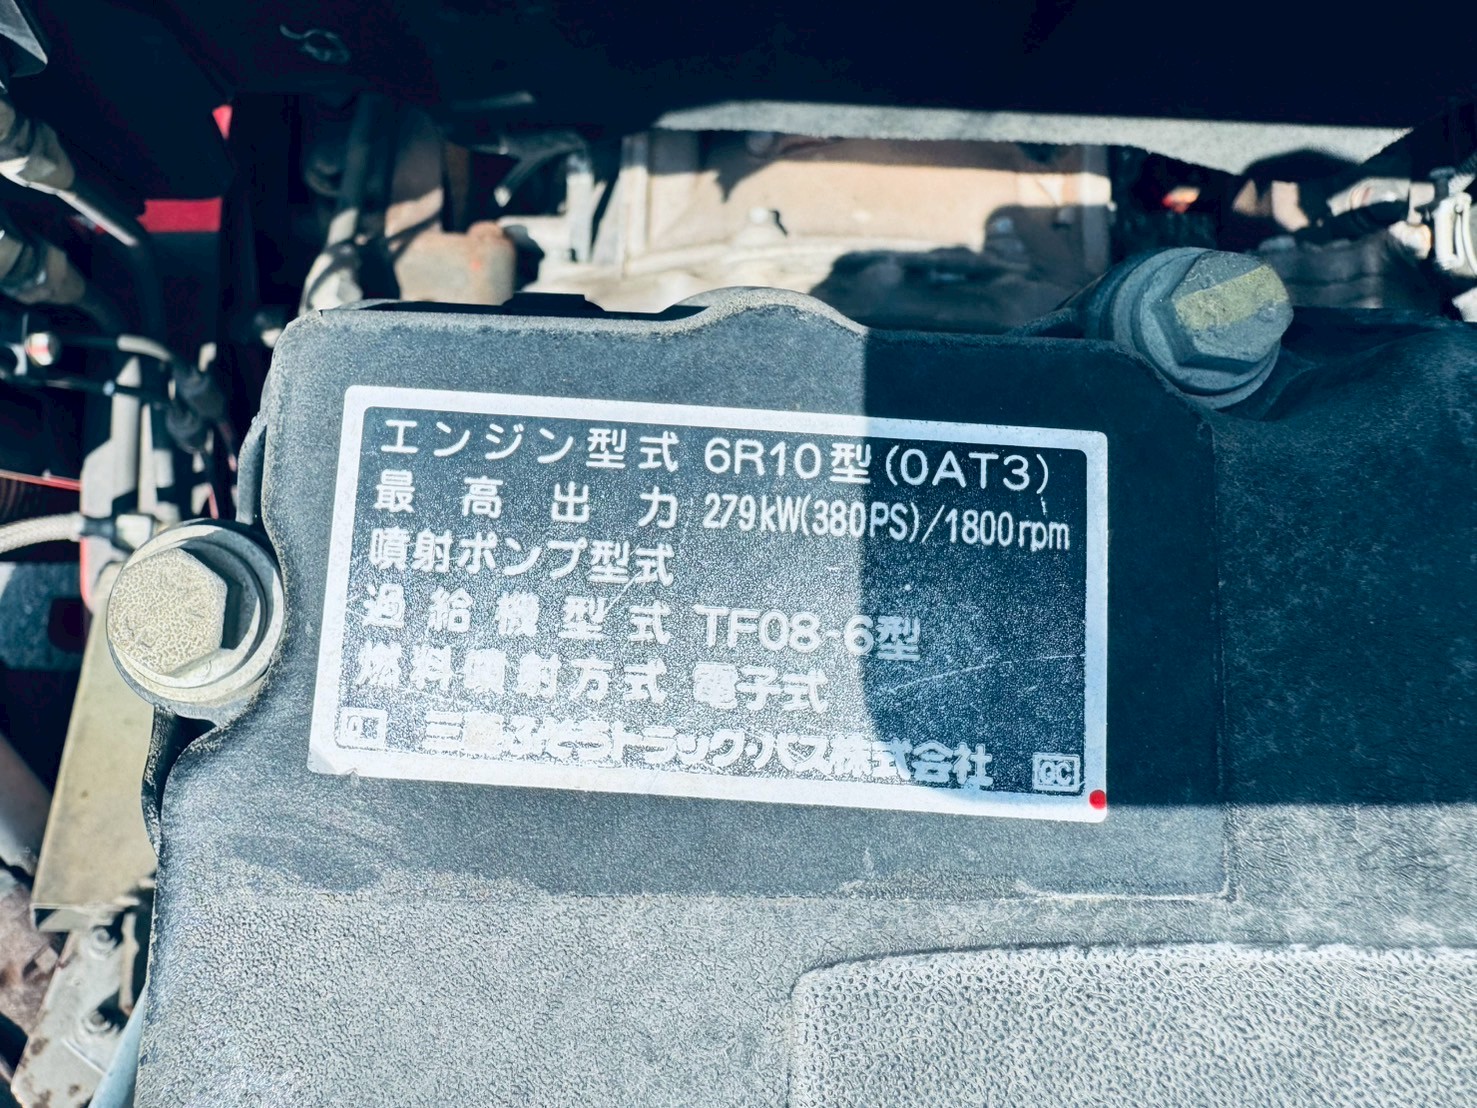 エンジン型式 6R10型(0AT3)
最高出力 279kW(380PS)/1800rpm
噴射ポンプ型式
過給機型式 TF08-6型
燃料噴射方式 電子式
三菱ふそうトラック・バス株式会社 GC